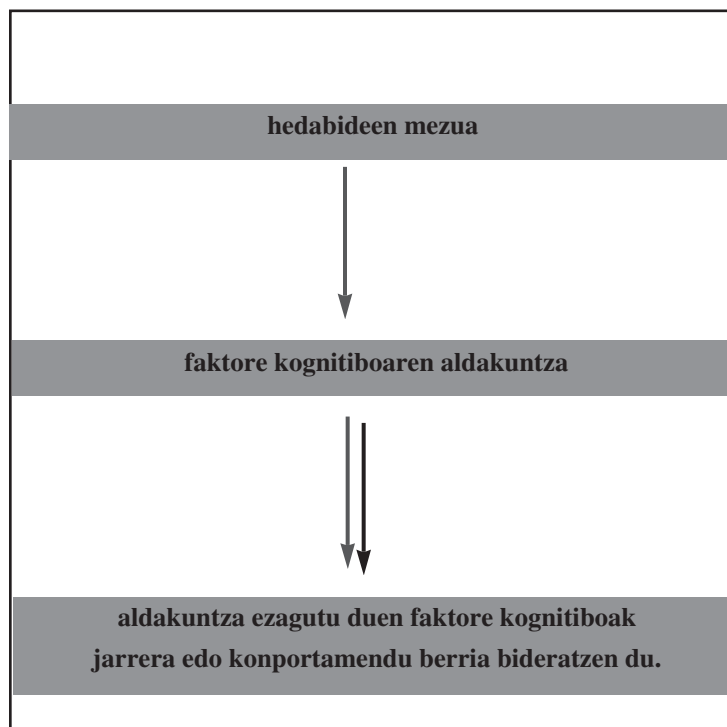 hedabideen mezua
faktore kognitiboaren aldakuntza
aldakuntza ezagutu duen faktore kognitiboak
jarrera edo konportamendu berria bideratzen du.